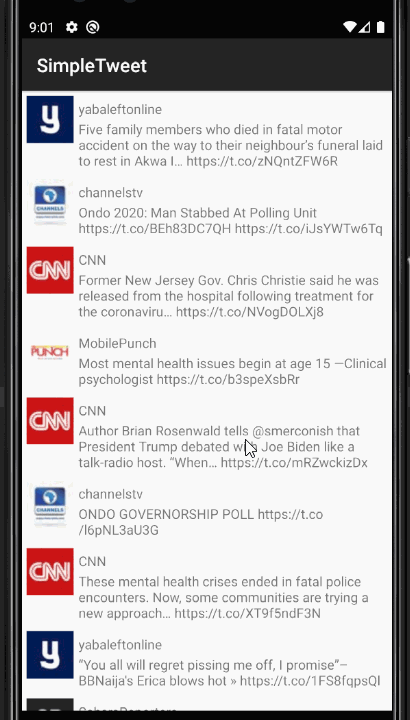 9:01
SimpleTweet
y
yabaleftonline
Five family members who died in fatal motor
accident on the way to their neighbour's funeral laid
to rest in Akwa I... https://t.co/zNQntZFW6R
CHANNELS
channelstv
Ondo 2020: Man Stabbed At Polling Unit
https://t.co/BEh83DC7QH https://t.co/iJsYWTw6Tq
CNN
CNN
Former New Jersey Gov. Chris Christie said he was
released from the hospital following treatment for
the coronaviru... https://t.co/NVogDOLXj8
PUNCH
MobilePunch
Most mental health issues begin at age 15 —Clinical
psychologist https://t.co/b3speXsbRr
CNN
CNN
Author Brian Rosenwald tells @smerconish that
President Trump debated with Joe Biden like a
talk-radio host. “When... https://t.co/mRZwckizDx
CHANNELS
channelstv
ONDO GOVERNORSHIP POLL https://t.co
/l6pNL3aU3G
CNN
CNN
These mental health crises ended in fatal police
encounters. Now, some communities are trying a
new approach... https://t.co/XT9f5ndF3N
y
yabaleftonline
“You all will regret pissing me off, I promise”–
BBNaija's Erica blows hot » https://t.co/1FS8fqpsQI